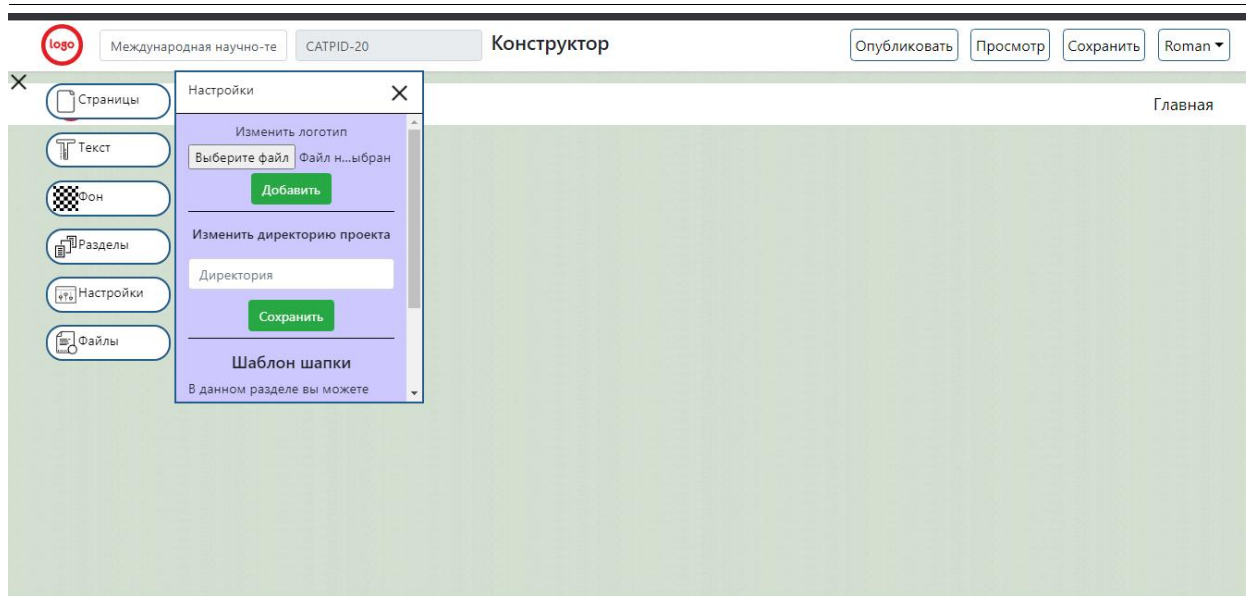 logo
Международная научно-те
CATPID-20
Конструктор
Опубликовать
Просмотр
Сохранить
Roman
Главная
Страницы
Текст
Фон
Разделы
Настройки
Файлы
Настройки
Изменить логотип
Выберите файл Файл н...ыбран
Добавить
Изменить директорию проекта
Директория
Сохранить
Шаблон шапки
В данном разделе вы можете